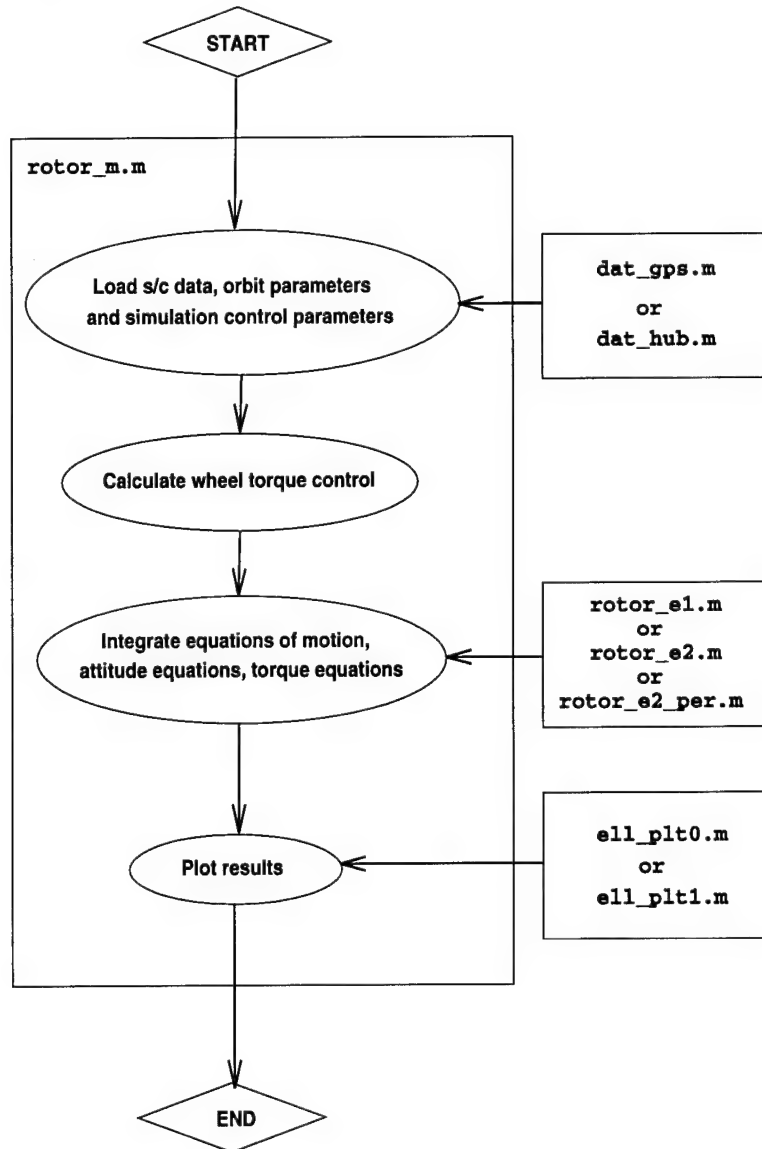 START
rotor_m.m
Load s/c data, orbit parameters
and simulation control parameters
dat_gps.m
or
dat_hub.m
Calculate wheel torque control
Integrate equations of motion,
attitude equations, torque equations
rotor_e1.m
or
rotor_e2.m
or
rotor_e2_per.m
Plot results
ell_plt0.m
or
ell_plt1.m
END